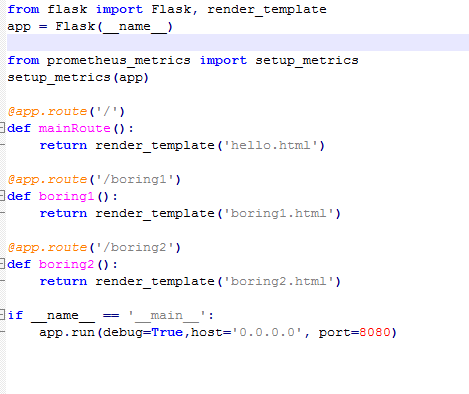 from flask import Flask, render_template
app = Flask(__name__)
from prometheus_metrics import setup_metrics
setup_metrics(app)
@app.route('/')
def mainRoute():
    return render_template('hello.html')
@app.route('/boring1')
def boring1():
    return render_template('boring1.html')
@app.route('/boring2')
def boring2():
    return render_template('boring2.html')
if __name__ == '__main__':
    app.run(debug=True,host='0.0.0.0', port=8080)